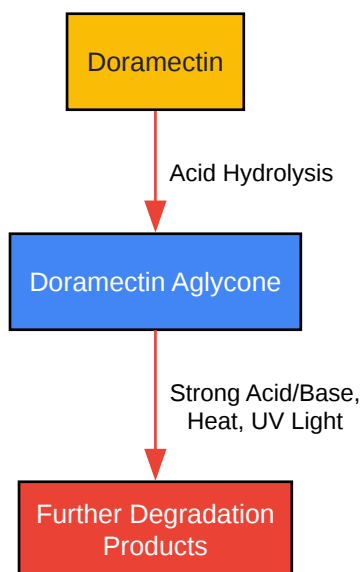 Doramectin
Acid Hydrolysis
Doramectin Aglycone
Strong Acid/Base,
Heat, UV Light
Further Degradation
Products